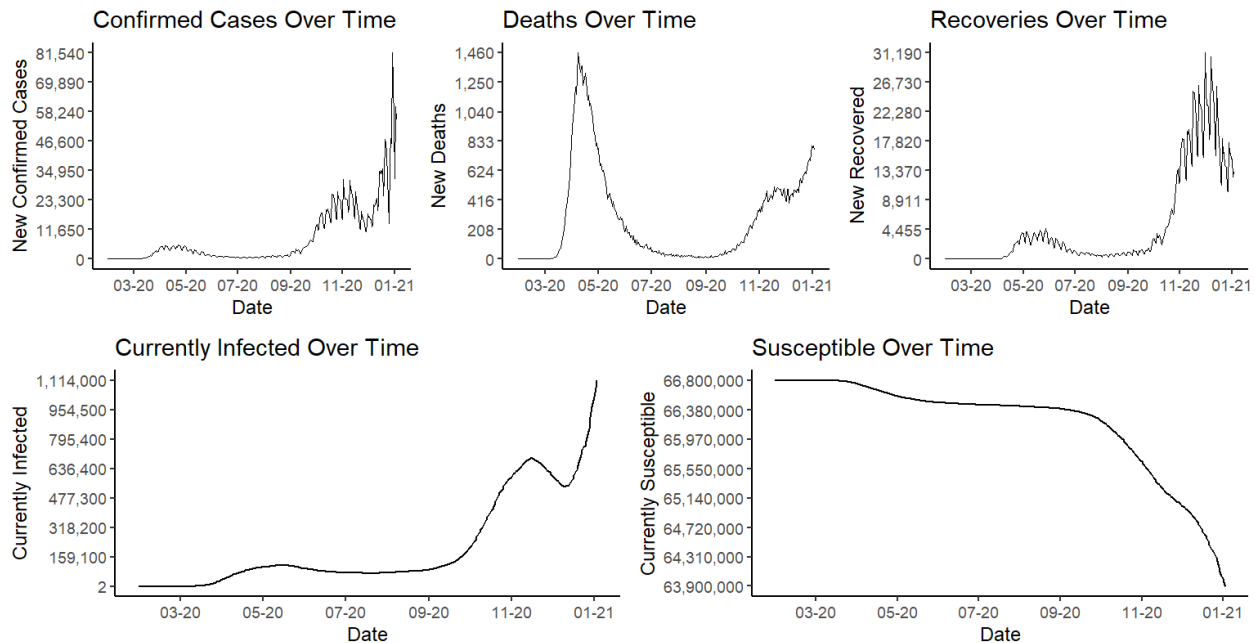 Confirmed Cases Over Time
New Confirmed Cases
81,540
69,890
58,240
46,600
34,950
23,300
11,650
0
03-20 05-20 07-20 09-20 11-20 01-21
Date
Deaths Over Time
New Deaths
1,460
1,250
1,040
833
624
416
208
0
03-20 05-20 07-20 09-20 11-20 01-21
Date
Recoveries Over Time
New Recovered
31,190
26,730
22,280
17,820
13,370
8,911
4,455
0
03-20 05-20 07-20 09-20 11-20 01-21
Date
Currently Infected Over Time
Currently Infected
1,114,000
954,500
795,400
636,400
477,300
318,200
159,100
2
03-20 05-20 07-20 09-20 11-20 01-21
Date
Susceptible Over Time
Currently Susceptible
66,800,000
66,380,000
65,970,000
65,550,000
65,140,000
64,720,000
64,310,000
63,900,000
03-20 05-20 07-20 09-20 11-20 01-21
Date